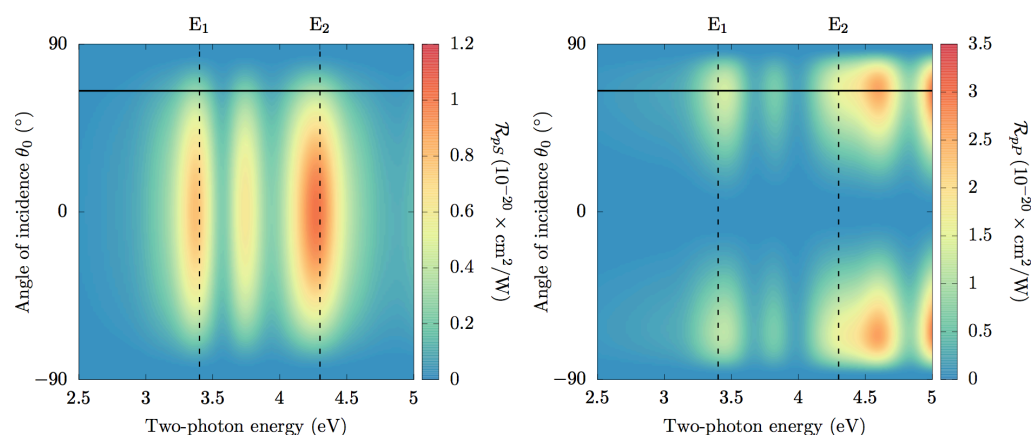 E₁ E₂
90
0
−90
Angle of incidence θ₀ (°)
2.5 3 3.5 4 4.5 5
Two-photon energy (eV)
1.2
1
0.8
0.6
0.4
0.2
0
ℛpS (10⁻²⁰ × cm²/W)
E₁ E₂
90
0
−90
Angle of incidence θ₀ (°)
2.5 3 3.5 4 4.5 5
Two-photon energy (eV)
3.5
3
2.5
2
1.5
1
0.5
0
ℛpP (10⁻²⁰ × cm²/W)